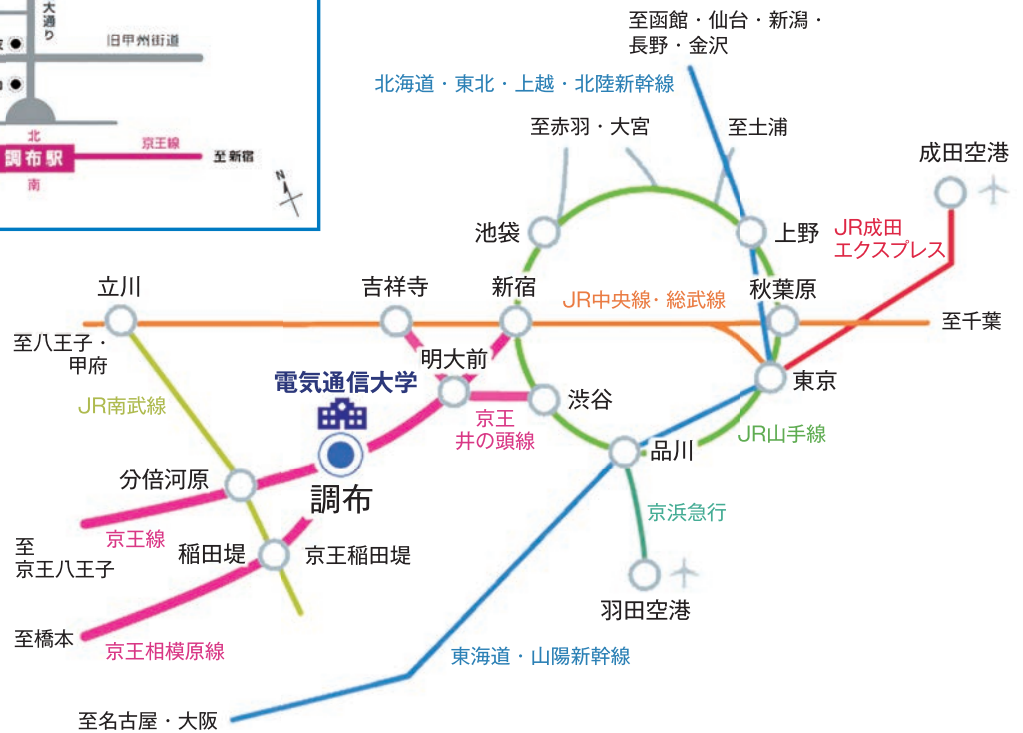 大通り
旧甲州街道
北
京王線
調布駅
至新宿
南
N
至函館・仙台・新潟・
長野・金沢
北海道・東北・上越・北陸新幹線
至赤羽・大宮
至土浦
成田空港
池袋
上野
JR成田
エクスプレス
立川
吉祥寺
新宿
JR中央線・総武線
秋葉原
至千葉
至八王子・
甲府
明大前
電気通信大学
東京
JR南武線
渋谷
京王
井の頭線
JR山手線
品川
分倍河原
調布
京浜急行
京王線
至
京王八王子
稲田堤
京王稲田堤
羽田空港
至橋本
京王相模原線
東海道・山陽新幹線
至名古屋・大阪